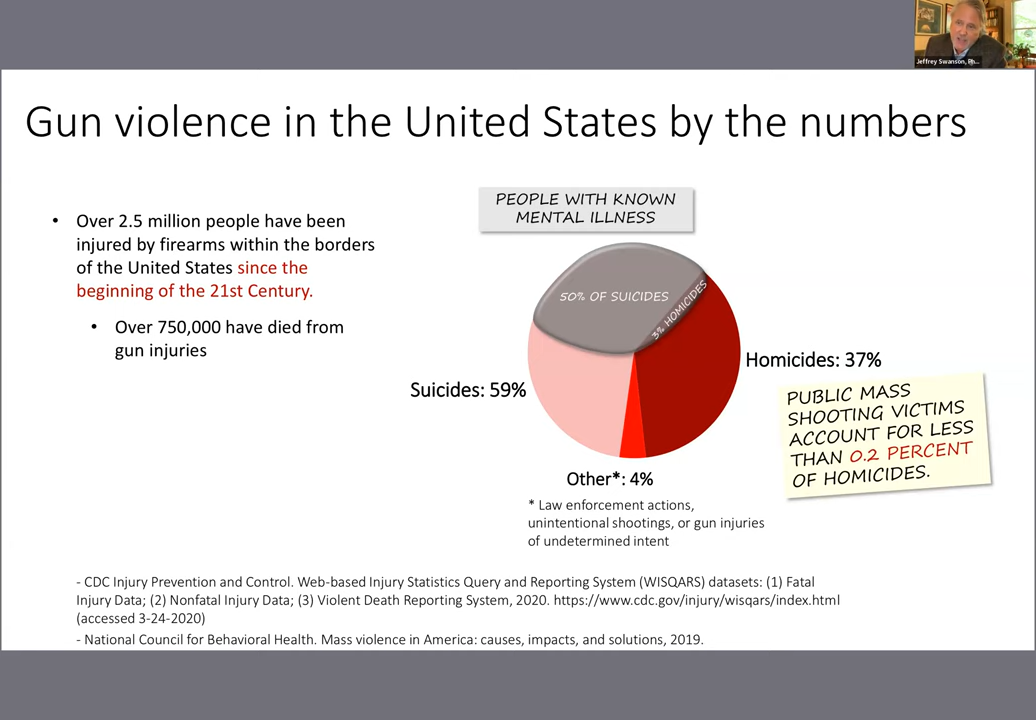 Jeffrey Swanson, Ph...
Gun violence in the United States by the numbers
• Over 2.5 million people have been
injured by firearms within the borders
of the United States since the
beginning of the 21st Century.
• Over 750,000 have died from
gun injuries
PEOPLE WITH KNOWN
MENTAL ILLNESS
50% OF SUICIDES
3% HOMICIDES
Homicides: 37%
Suicides: 59%
Other*: 4%
* Law enforcement actions,
unintentional shootings, or gun injuries
of undetermined intent
PUBLIC MASS
SHOOTING VICTIMS
ACCOUNT FOR LESS
THAN 0.2 PERCENT
OF HOMICIDES.
- CDC Injury Prevention and Control. Web-based Injury Statistics Query and Reporting System (WISQARS) datasets: (1) Fatal
Injury Data; (2) Nonfatal Injury Data; (3) Violent Death Reporting System, 2020. https://www.cdc.gov/injury/wisqars/index.html
(accessed 3-24-2020)
- National Council for Behavioral Health. Mass violence in America: causes, impacts, and solutions, 2019.